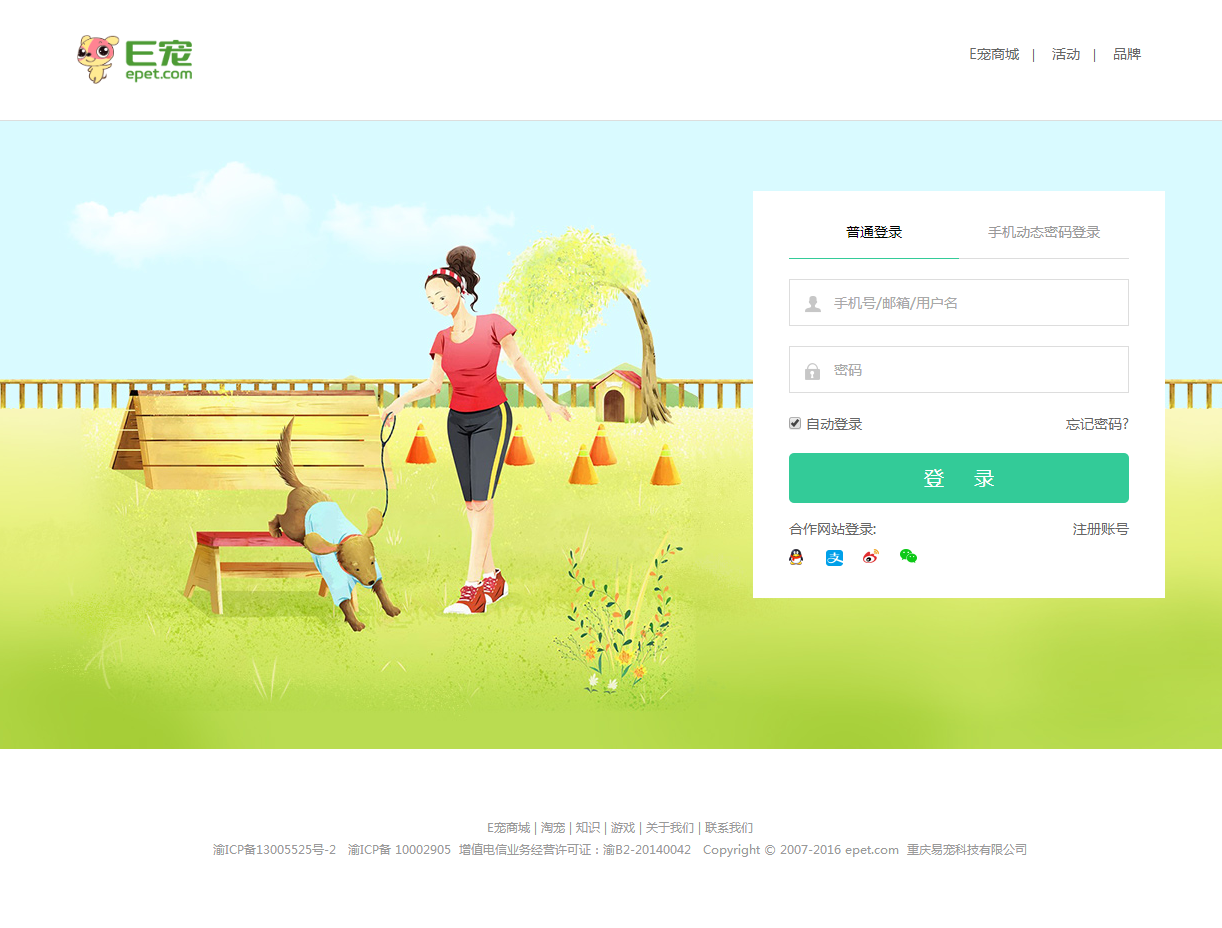 E宠
epet.com
E宠商城 | 活动 | 品牌
普通登录 手机动态密码登录
手机号/邮箱/用户名
密码
自动登录 忘记密码?
登 录
合作网站登录: 注册账号
支
E宠商城 | 淘宠 | 知识 | 游戏 | 关于我们 | 联系我们
渝ICP备13005525号-2 渝ICP备 10002905 增值电信业务经营许可证：渝B2-20140042 Copyright © 2007-2016 epet.com 重庆易宠科技有限公司